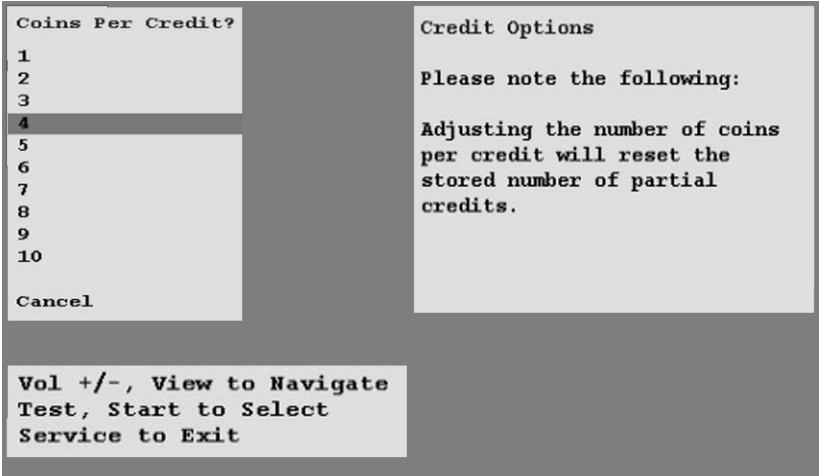 Coins Per Credit?
1
2
3
4
5
6
7
8
9
10
Cancel
Credit Options
Please note the following:
Adjusting the number of coins
per credit will reset the
stored number of partial
credits.
Vol +/-, View to Navigate
Test, Start to Select
Service to Exit